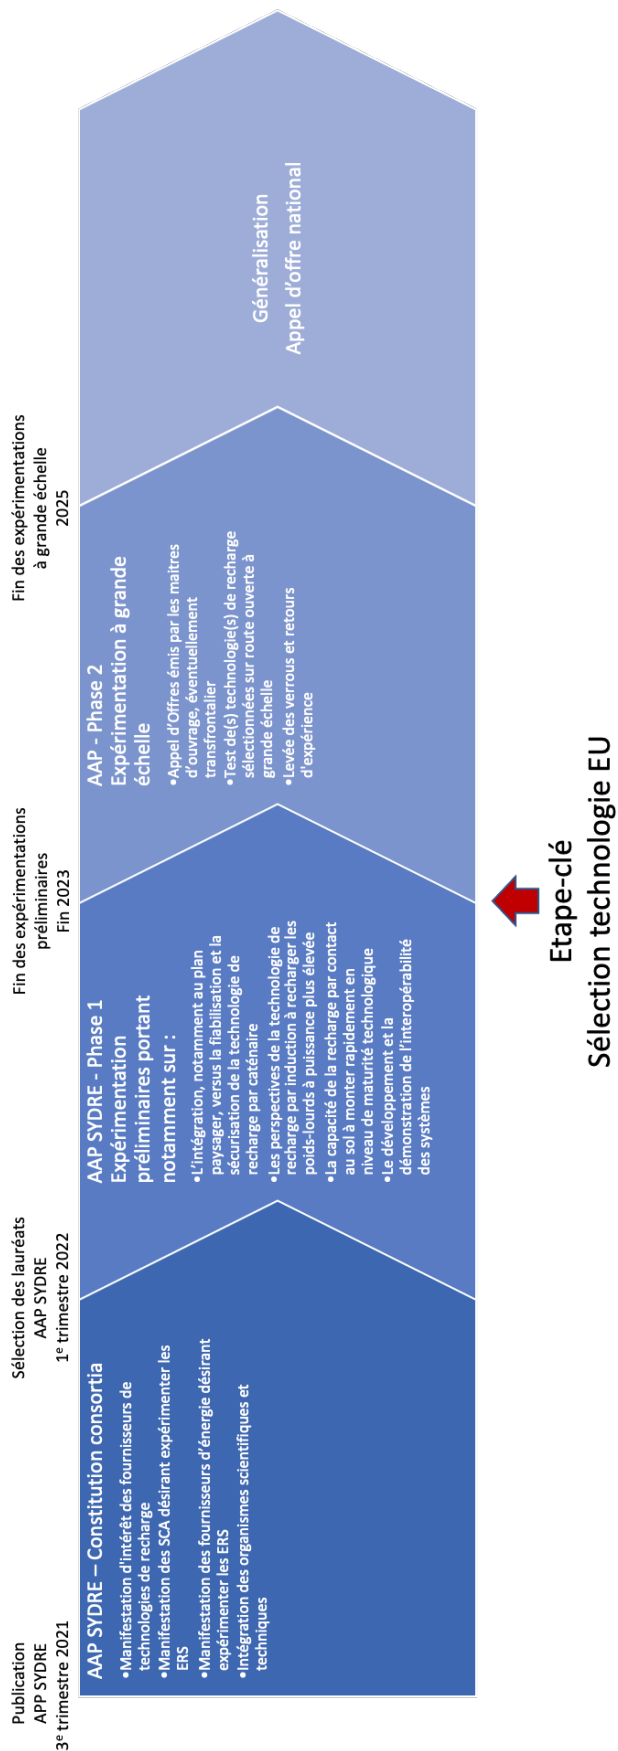 Publication
APP SYDRE
3e trimestre 2021
Sélection des lauréats
AAP SYDRE
1e trimestre 2022
Fin des expérimentations
préliminaires
Fin 2023
Fin des expérimentations
à grande échelle
2025
AAP SYDRE – Constitution consortia
•Manifestation d'intérêt des fournisseurs de
technologies de recharge
•Manifestation des SCA désirant expérimenter les
ERS
•Manifestation des fournisseurs d'énergie désirant
expérimenter les ERS
•Intégration des organismes scientifiques et
techniques
AAP SYDRE - Phase 1
Expérimentation
préliminaires portant
notamment sur :
•L'intégration, notamment au plan
paysager, versus la fiabilisation et la
sécurisation de la technologie de
recharge par caténaire
•Les perspectives de la technologie de
recharge par induction à recharger les
poids-lourds à puissance plus élevée
•La capacité de la recharge par contact
au sol à monter rapidement en
niveau de maturité technologique
•Le développement et la
démonstration de l'interopérabilité
des systèmes
AAP - Phase 2
Expérimentation à grande
échelle
•Appel d'Offres émis par les maitres
d'ouvrage, éventuellement
transfrontalier
•Test de(s) technologie(s) de recharge
sélectionnées sur route ouverte à
grande échelle
•Levée des verrous et retours
d'expérience
Généralisation
Appel d'offre national
Etape-clé
Sélection technologie EU